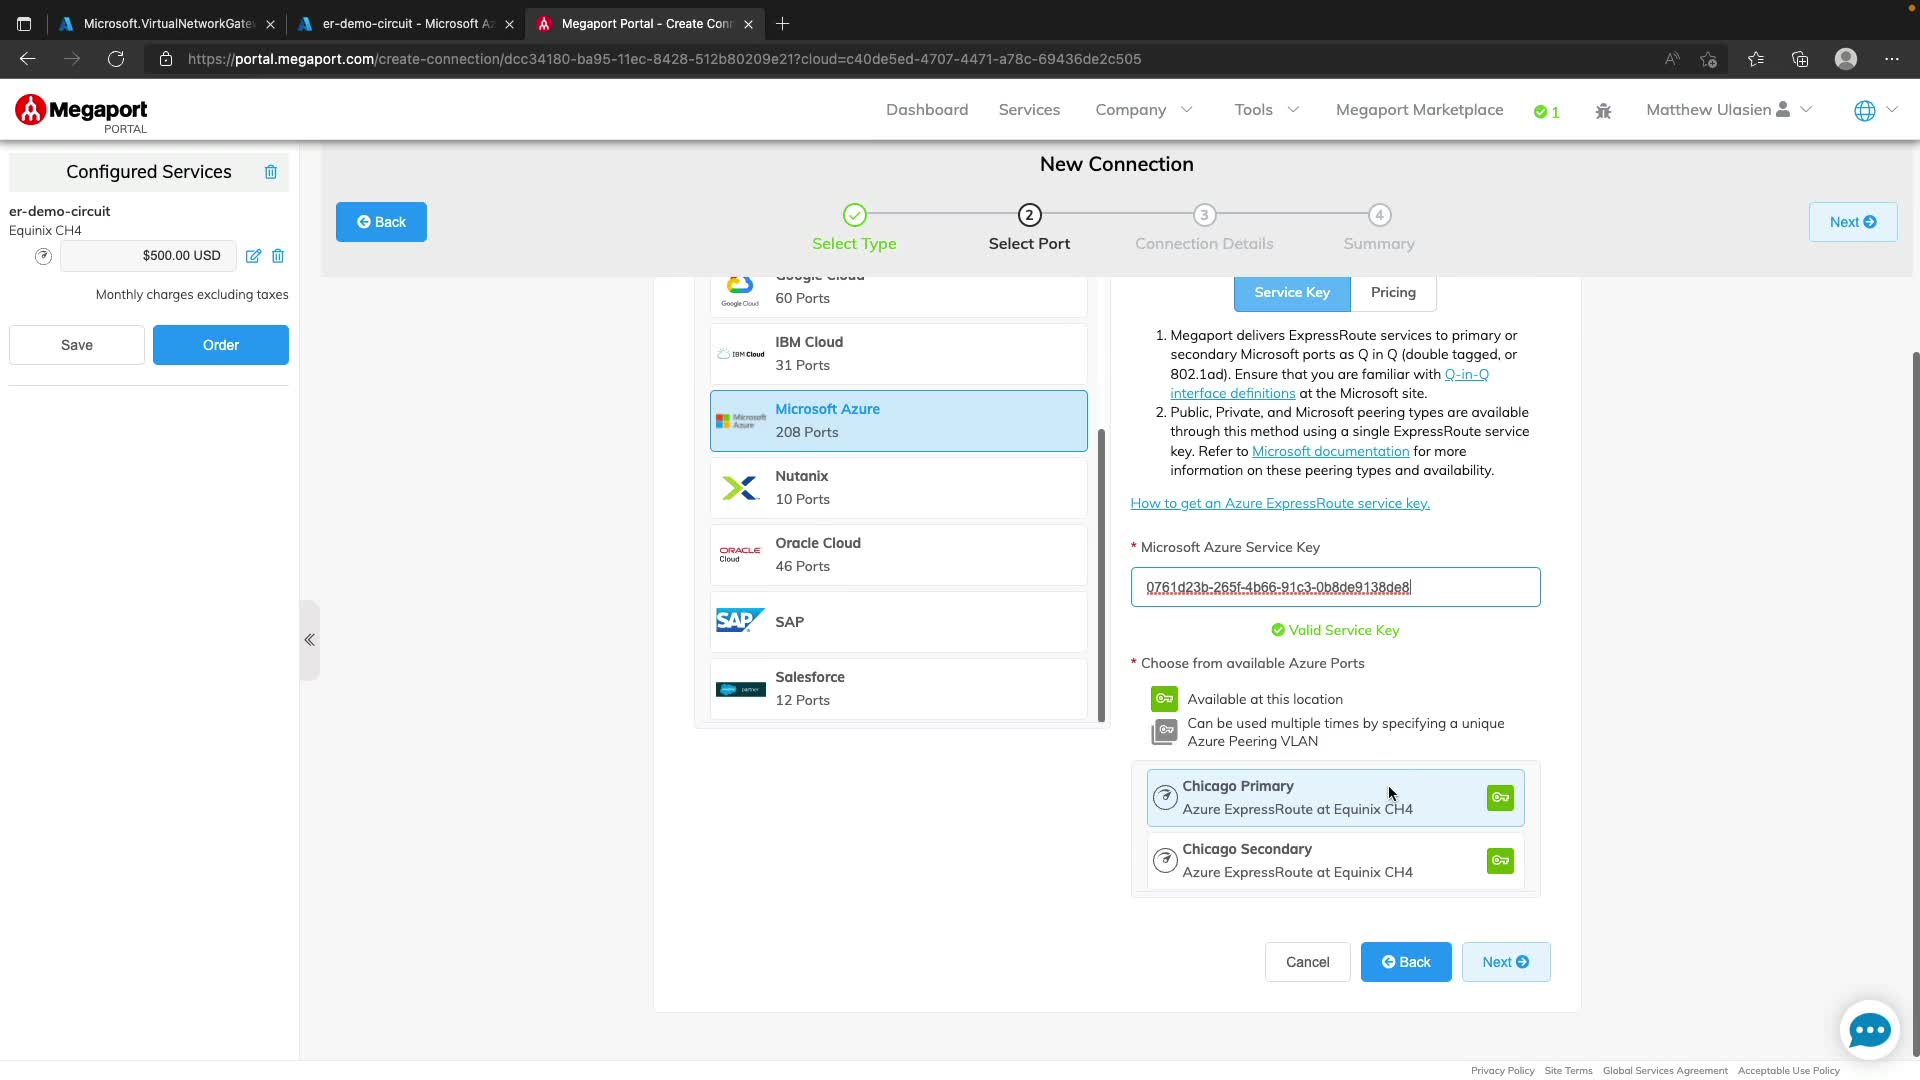 Microsoft.VirtualNetworkGate
er-demo-circuit - Microsoft Az
Megaport Portal - Create Conn
https://portal.megaport.com/create-connection/dcc34180-ba95-11ec-8428-512b80209e21?cloud=c40de5ed-4707-4471-a78c-69436de2c505
Megaport
PORTAL
Dashboard
Services
Company
Tools
Megaport Marketplace
1
Matthew Ulasien
Configured Services
er-demo-circuit
Equinix CH4
$500.00 USD
Monthly charges excluding taxes
Save
Order
New Connection
Back
2
3
4
Select Type
Select Port
Connection Details
Summary
Next
Google Cloud
Google Cloud
60 Ports
IBM Cloud
IBM Cloud
31 Ports
Microsoft Azure
Microsoft Azure
208 Ports
Nutanix
10 Ports
ORACLE Cloud
Oracle Cloud
46 Ports
SAP
SAP
Salesforce
partner
12 Ports
Service Key
Pricing
1. Megaport delivers ExpressRoute services to primary or
secondary Microsoft ports as Q in Q (double tagged, or
802.1ad). Ensure that you are familiar with Q-in-Q
interface definitions at the Microsoft site.
2. Public, Private, and Microsoft peering types are available
through this method using a single ExpressRoute service
key. Refer to Microsoft documentation for more
information on these peering types and availability.
How to get an Azure ExpressRoute service key.
* Microsoft Azure Service Key
0761d23b-265f-4b66-91c3-0b8de9138de8
Valid Service Key
* Choose from available Azure Ports
Available at this location
Can be used multiple times by specifying a unique
Azure Peering VLAN
Chicago Primary
Azure ExpressRoute at Equinix CH4
Chicago Secondary
Azure ExpressRoute at Equinix CH4
Cancel
Back
Next
Privacy Policy
Site Terms
Global Services Agreement
Acceptable Use Policy